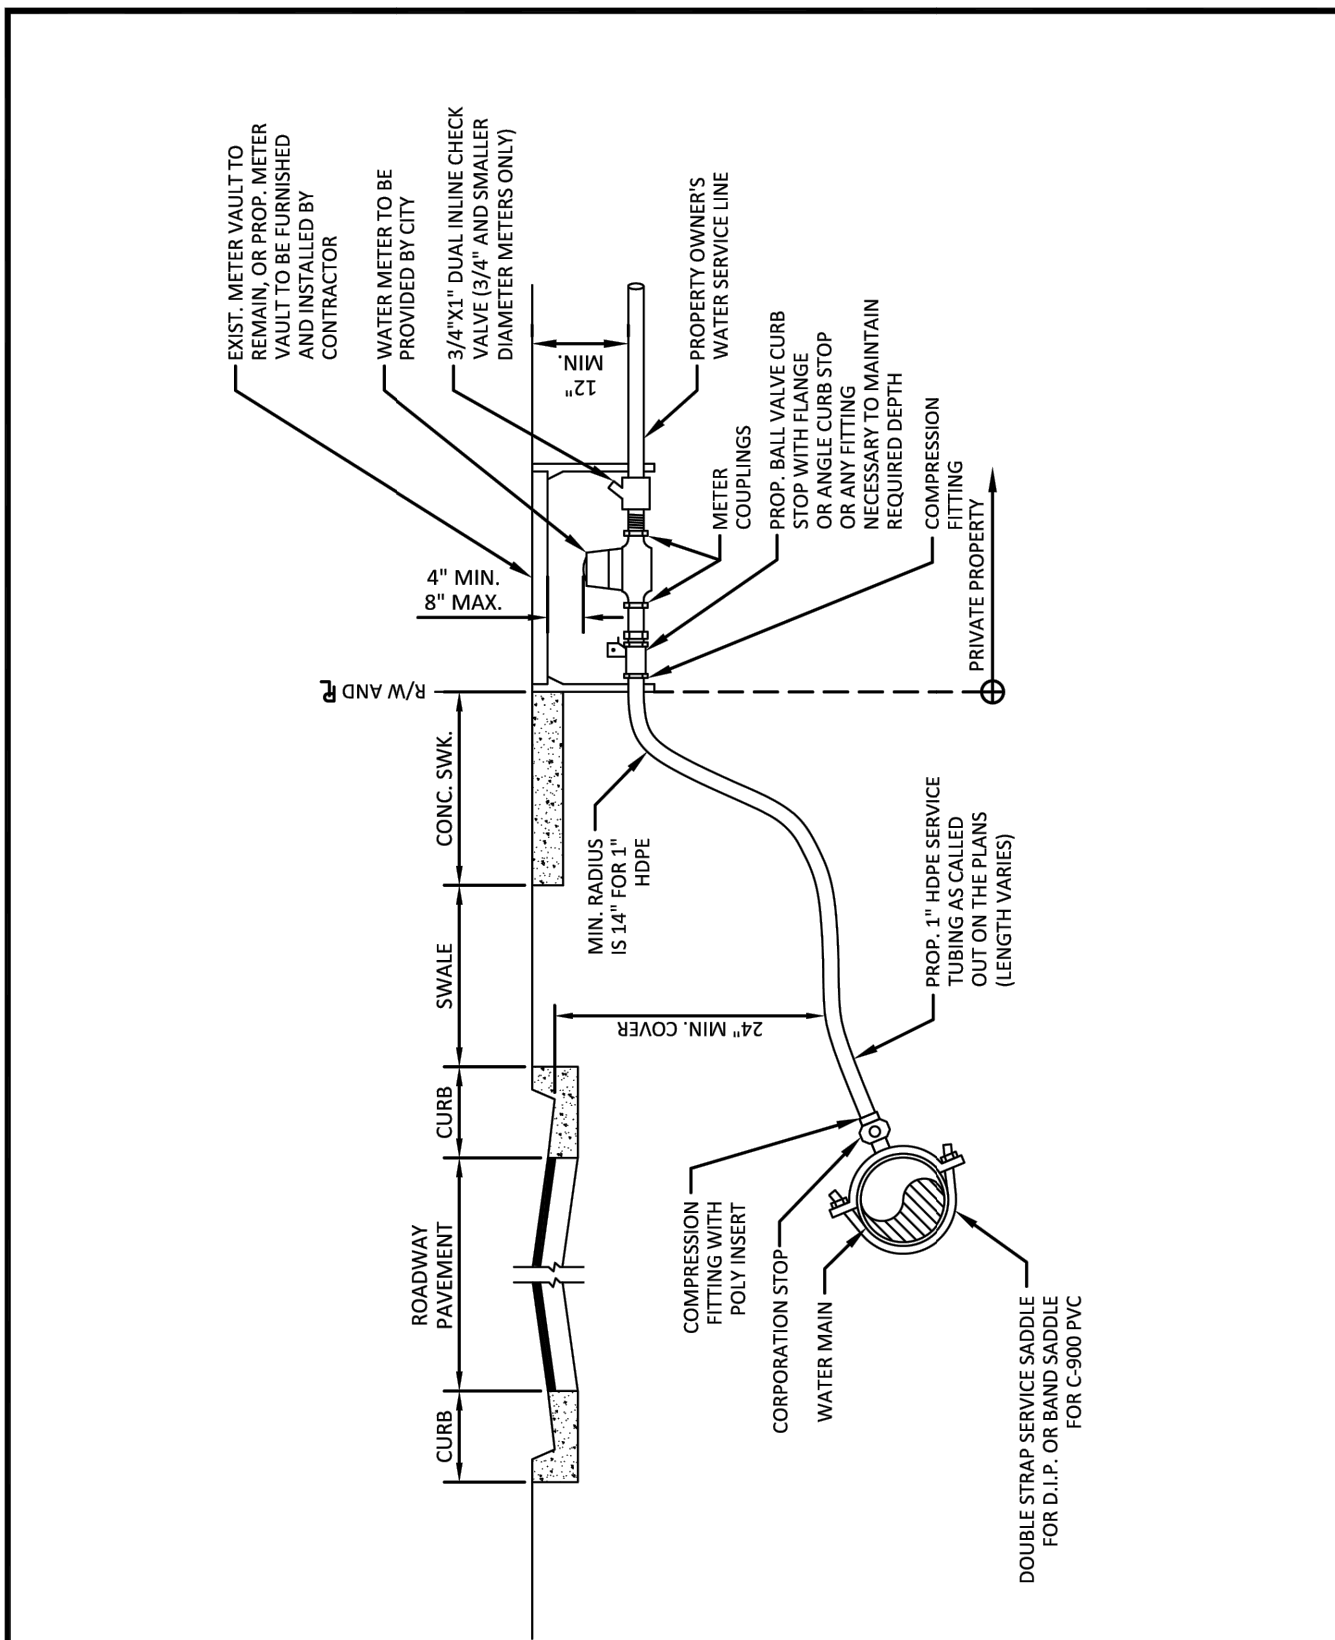 EXIST. METER VAULT TO
REMAIN, OR PROP. METER
VAULT TO BE FURNISHED
AND INSTALLED BY
CONTRACTOR
WATER METER TO BE
PROVIDED BY CITY
3/4"X1" DUAL INLINE CHECK
VALVE (3/4" AND SMALLER
DIAMETER METERS ONLY)
12"
MIN.
PROPERTY OWNER'S
WATER SERVICE LINE
4" MIN.
8" MAX.
METER
COUPLINGS
PROP. BALL VALVE CURB
STOP WITH FLANGE
OR ANGLE CURB STOP
OR ANY FITTING
NECESSARY TO MAINTAIN
REQUIRED DEPTH
COMPRESSION
FITTING
PRIVATE PROPERTY
R/W AND PL
CONC. SWK.
SWALE
CURB
ROADWAY
PAVEMENT
CURB
MIN. RADIUS
IS 14" FOR 1"
HDPE
24" MIN. COVER
PROP. 1" HDPE SERVICE
TUBING AS CALLED
OUT ON THE PLANS
(LENGTH VARIES)
COMPRESSION
FITTING WITH
POLY INSERT
CORPORATION STOP
WATER MAIN
DOUBLE STRAP SERVICE SADDLE
FOR D.I.P. OR BAND SADDLE
FOR C-900 PVC